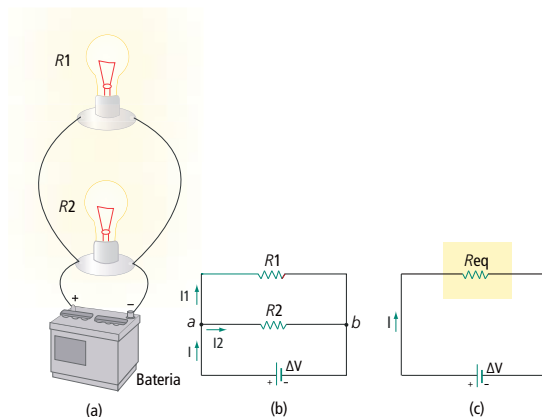 R1
R2
+ −
Bateria
(a)
R1
I1
R2
a b
I2
I
ΔV
+ −
(b)
Req
I
ΔV
+ −
(c)